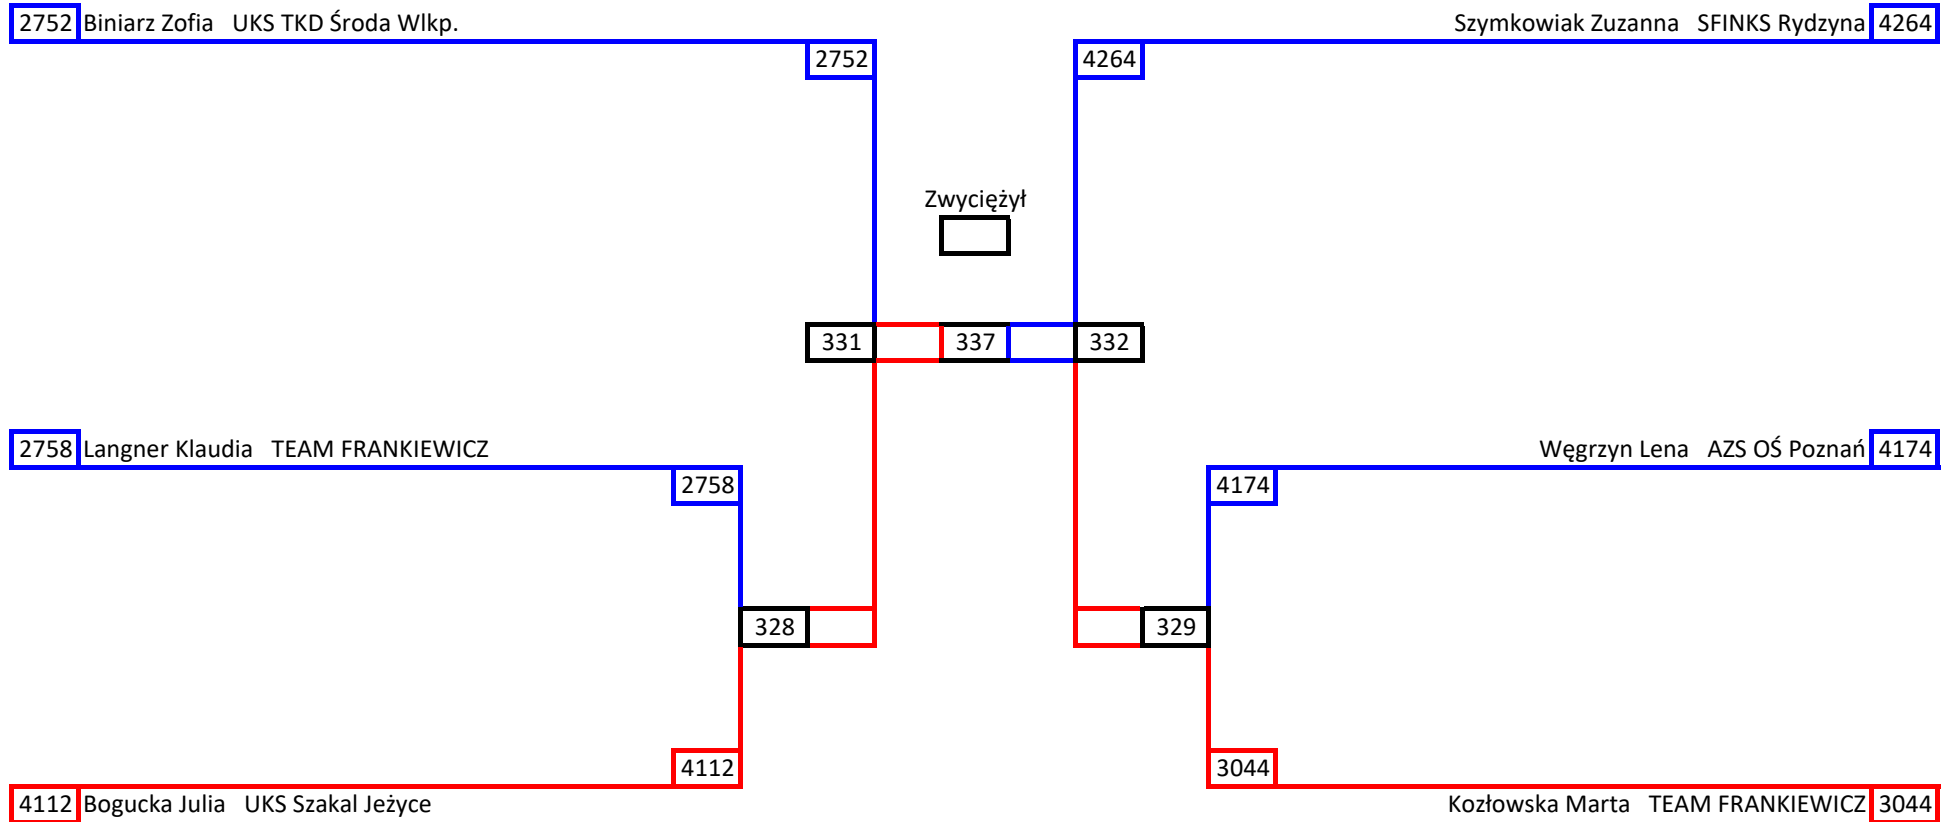 2752 Biniarz Zofia UKS TKD Środa Wlkp.
Szymkowiak Zuzanna SFINKS Rydzyna 4264
2752
4264
Zwyciężył
331
337
332
2758 Langner Klaudia TEAM FRANKIEWICZ
Węgrzyn Lena AZS OŚ Poznań 4174
2758
4174
328
329
4112
3044
4112 Bogucka Julia UKS Szakal Jeżyce
Kozłowska Marta TEAM FRANKIEWICZ 3044